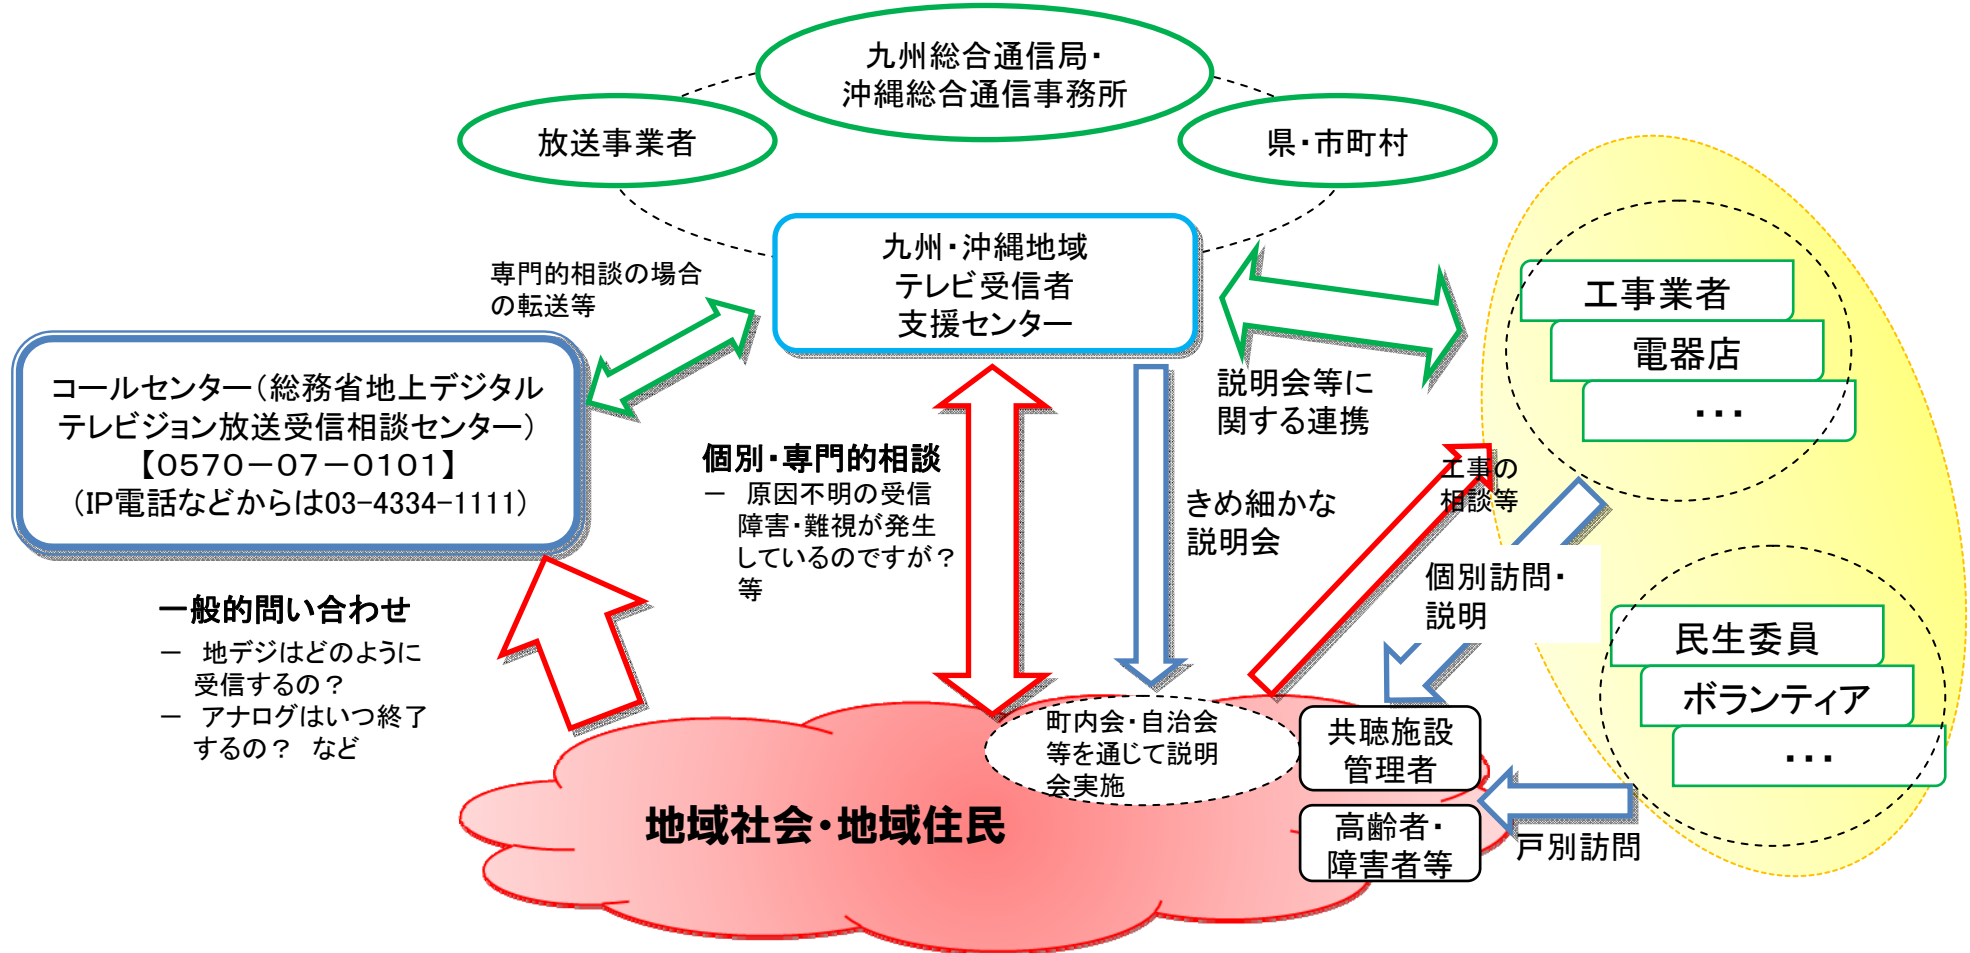 九州総合通信局・
沖縄総合通信事務所
放送事業者
県・市町村
九州・沖縄地域
テレビ受信者
支援センター
専門的相談の場合
の転送等
コールセンター（総務省地上デジタル
テレビジョン放送受信相談センター）
【０５７０－０７－０１０１】
（IP電話などからは03-4334-1111）
工事業者
電器店
・・・
説明会等に
関する連携
個別・専門的相談
－ 原因不明の受信
障害・難視が発生
しているのですが？
等
きめ細かな
説明会
工事の
相談等
個別訪問・
説明
一般的問い合わせ
－ 地デジはどのように
受信するの？
－ アナログはいつ終了
するの？ など
民生委員
ボランティア
・・・
町内会・自治会
等を通じて説明
会実施
共聴施設
管理者
地域社会・地域住民
高齢者・
障害者等
戸別訪問